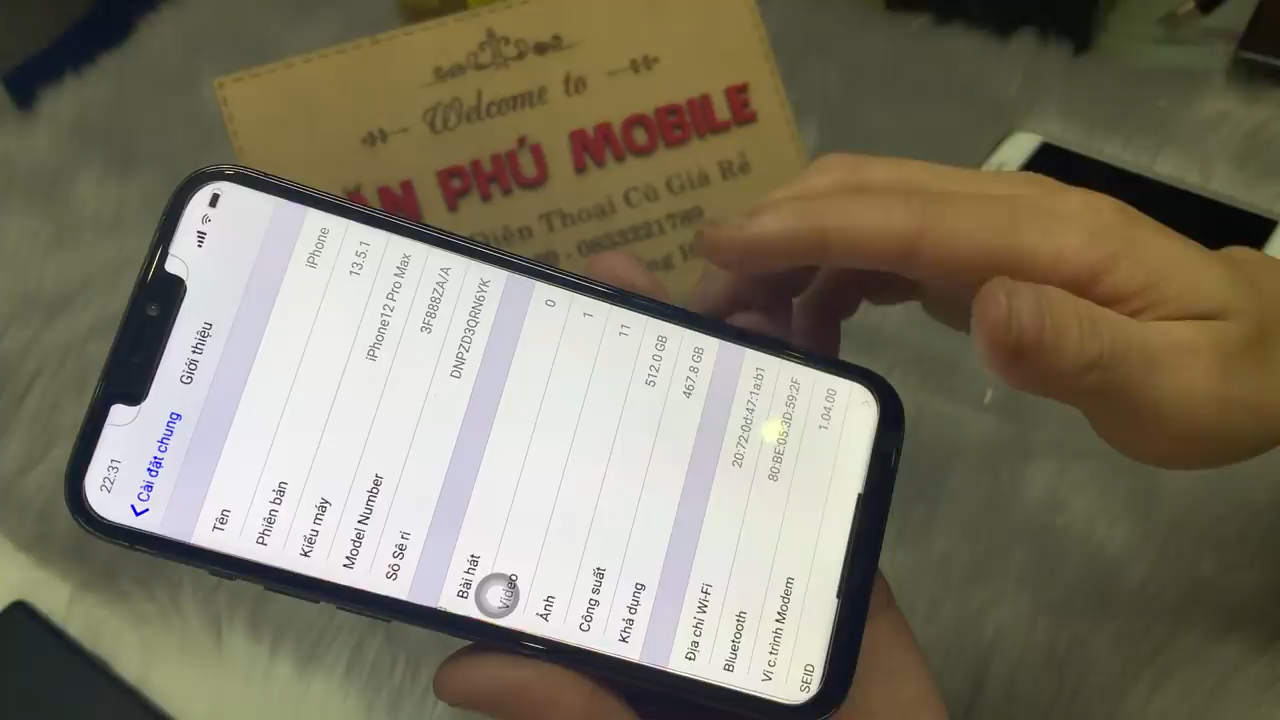 Welcome to
ĂN PHÚ MOBILE
Điện Thoại Cũ Giá Rẻ
0833221789
22:31
Cài đặt chung
Giới thiệu
Tên iPhone
Phiên bản 13.5.1
Kiểu máy iPhone12 Pro Max
Model Number 3F888ZA/A
Số Sê ri DNPZD3QRN6YK
Bài hát 0
Video 1
Ảnh 11
Công suất 512.0 GB
Khả dụng 467.8 GB
Địa chỉ Wi-Fi 20:72:0d:47:1a:b1
Bluetooth 80:BE:05:3D:59:2F
Vi c.trình Modem 1.04.00
SEID